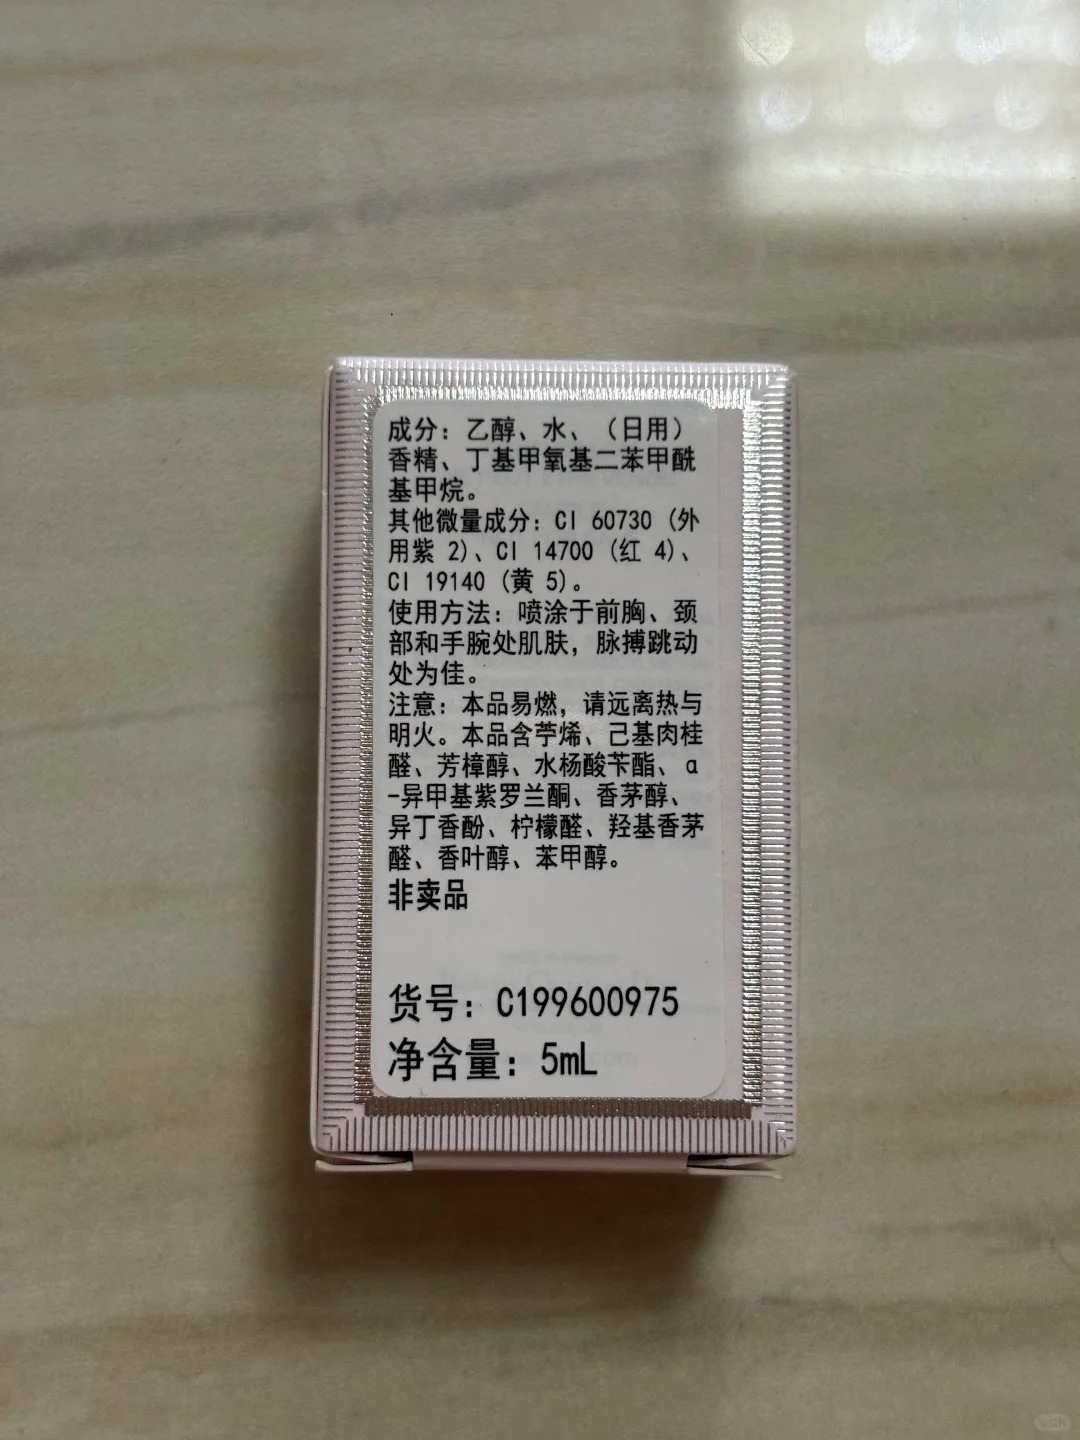 成分：乙醇、水、（日用）
香精、丁基甲氧基二苯甲酰
基甲烷。
其他微量成分：CI 60730 (外
用紫 2)、CI 14700 (红 4)、
CI 19140 (黄 5)。
使用方法：喷涂于前胸、颈
部和手腕处肌肤，脉搏跳动
处为佳。
注意：本品易燃，请远离热与
明火。本品含苧烯、己基肉桂
醛、芳樟醇、水杨酸苄酯、α
-异甲基紫罗兰酮、香茅醇、
异丁香酚、柠檬醛、羟基香茅
醛、香叶醇、苯甲醇。
非卖品
货号：C199600975
净含量：5mL